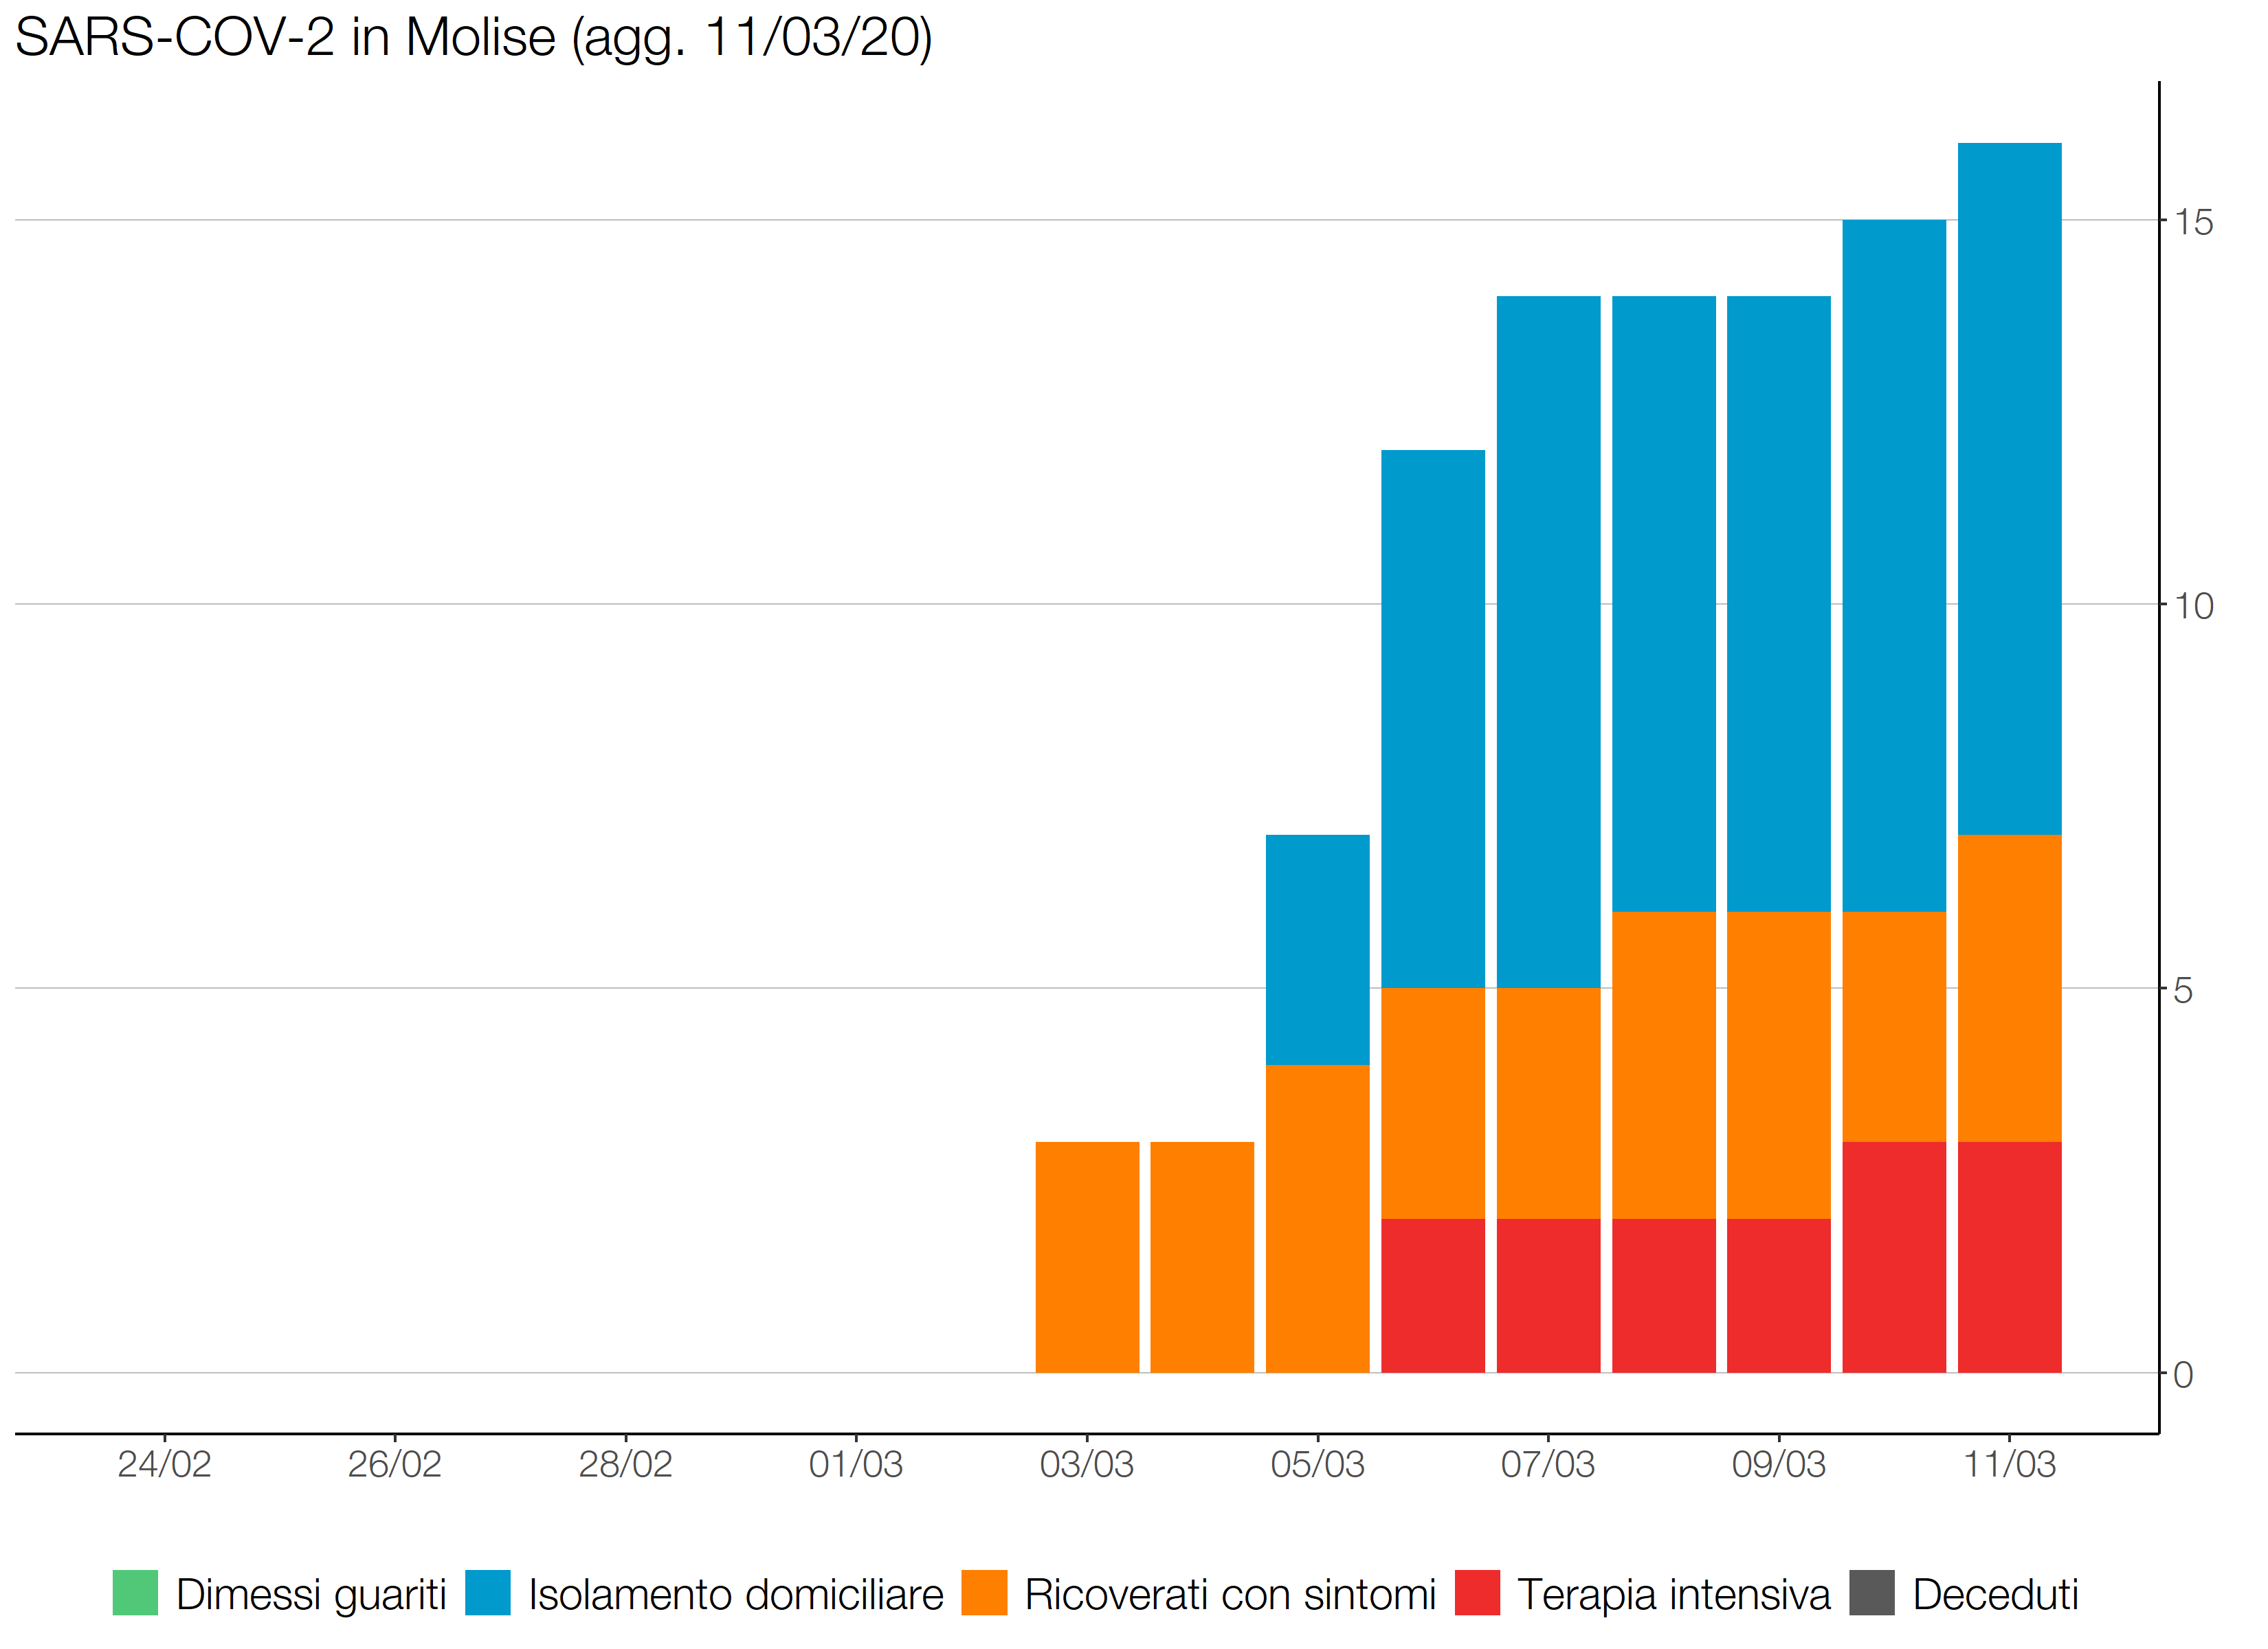 SARS-COV-2 in Molise (agg. 11/03/20)
15
10
5
0
24/02 26/02 28/02 01/03 03/03 05/03 07/03 09/03 11/03
Dimessi guariti Isolamento domiciliare Ricoverati con sintomi Terapia intensiva Deceduti